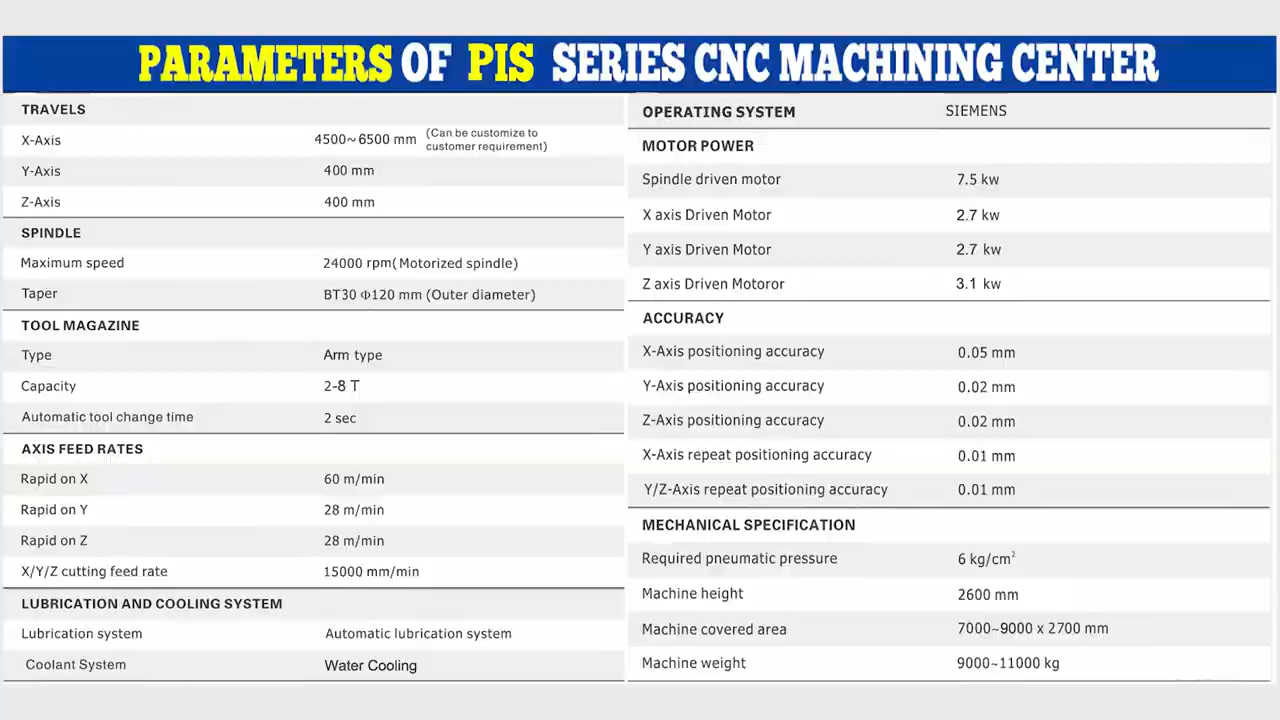 PARAMETERS OF PIS SERIES CNC MACHINING CENTER
TRAVELS
X-Axis 4500~6500 mm (Can be customize to customer requirement)
Y-Axis 400 mm
Z-Axis 400 mm
SPINDLE
Maximum speed 24000 rpm(Motorized spindle)
Taper BT30 Φ120 mm (Outer diameter)
TOOL MAGAZINE
Type Arm type
Capacity 2-8 T
Automatic tool change time 2 sec
AXIS FEED RATES
Rapid on X 60 m/min
Rapid on Y 28 m/min
Rapid on Z 28 m/min
X/Y/Z cutting feed rate 15000 mm/min
LUBRICATION AND COOLING SYSTEM
Lubrication system Automatic lubrication system
Coolant System Water Cooling
OPERATING SYSTEM SIEMENS
MOTOR POWER
Spindle driven motor 7.5 kw
X axis Driven Motor 2.7 kw
Y axis Driven Motor 2.7 kw
Z axis Driven Motoror 3.1 kw
ACCURACY
X-Axis positioning accuracy 0.05 mm
Y-Axis positioning accuracy 0.02 mm
Z-Axis positioning accuracy 0.02 mm
X-Axis repeat positioning accuracy 0.01 mm
Y/Z-Axis repeat positioning accuracy 0.01 mm
MECHANICAL SPECIFICATION
Required pneumatic pressure 6 kg/cm²
Machine height 2600 mm
Machine covered area 7000~9000 x 2700 mm
Machine weight 9000~11000 kg